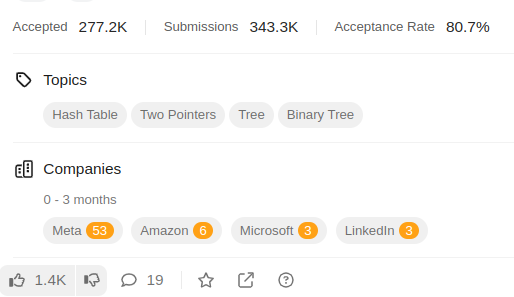 Accepted 277.2K Submissions 343.3K Acceptance Rate 80.7%
Topics
Hash Table Two Pointers Tree Binary Tree
Companies
0 - 3 months
Meta 53 Amazon 6 Microsoft 3 LinkedIn 3
1.4K 19